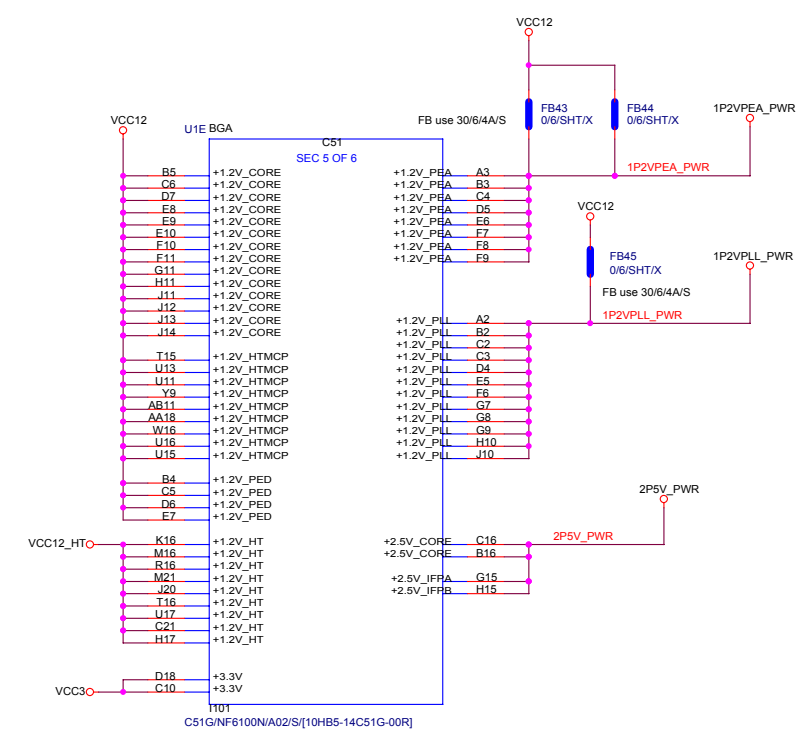 VCC12
FB43
0/6/SHT/X
FB44
0/6/SHT/X
1P2VPEA_PWR
FB use 30/6/4A/S
VCC12
U1E BGA
C51
SEC 5 OF 6
1P2VPEA_PWR
B5 +1.2V_CORE +1.2V_PEA A3
C6 +1.2V_CORE +1.2V_PEA B3
D7 +1.2V_CORE +1.2V_PEA C4
E8 +1.2V_CORE +1.2V_PEA D5
E9 +1.2V_CORE +1.2V_PEA E6
E10 +1.2V_CORE +1.2V_PEA F7
F10 +1.2V_CORE +1.2V_PEA F8
F11 +1.2V_CORE +1.2V_PEA F9
G11 +1.2V_CORE
H11 +1.2V_CORE
J11 +1.2V_CORE
J12 +1.2V_CORE
J13 +1.2V_CORE
J14 +1.2V_CORE
VCC12
FB45
0/6/SHT/X
1P2VPLL_PWR
FB use 30/6/4A/S
1P2VPLL_PWR
+1.2V_PLL A2
+1.2V_PLL B2
+1.2V_PLL C2
+1.2V_PLL C3
+1.2V_PLL D4
+1.2V_PLL E5
+1.2V_PLL F6
+1.2V_PLL G7
+1.2V_PLL G8
+1.2V_PLL G9
+1.2V_PLL H10
+1.2V_PLL J10
T15 +1.2V_HTMCP
U13 +1.2V_HTMCP
U11 +1.2V_HTMCP
Y9 +1.2V_HTMCP
AB11 +1.2V_HTMCP
AA18 +1.2V_HTMCP
W16 +1.2V_HTMCP
U16 +1.2V_HTMCP
U15 +1.2V_HTMCP
B4 +1.2V_PED
C5 +1.2V_PED
D6 +1.2V_PED
E7 +1.2V_PED
2P5V_PWR
2P5V_PWR
VCC12_HT
K16 +1.2V_HT +2.5V_CORE C16
M16 +1.2V_HT +2.5V_CORE B16
R16 +1.2V_HT
M21 +1.2V_HT +2.5V_IFPA G15
J20 +1.2V_HT +2.5V_IFPB H15
T16 +1.2V_HT
U17 +1.2V_HT
C21 +1.2V_HT
H17 +1.2V_HT
D18 +3.3V
VCC3 C10 +3.3V
I101
C51G/NF6100N/A02/S/[10HB5-14C51G-00R]